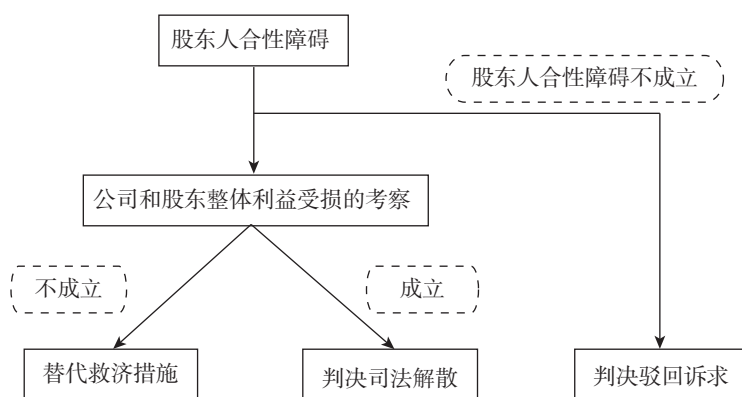 股东人合性障碍
股东人合性障碍不成立
公司和股东整体利益受损的考察
不成立
成立
替代救济措施
判决司法解散
判决驳回诉求